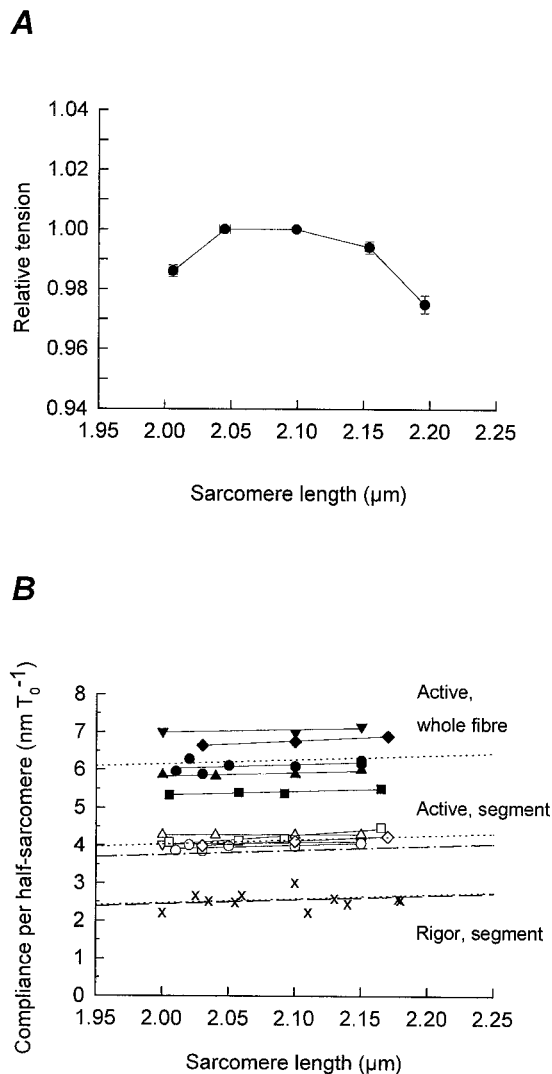 A
1.04
1.02
1.00
0.98
0.96
0.94
Relative tension
1.95 2.00 2.05 2.10 2.15 2.20 2.25
Sarcomere length (µm)
B
8
7
6
5
4
3
2
1
0
Compliance per half-sarcomere (nm T₀⁻¹)
Active,
whole fibre
Active, segment
Rigor, segment
1.95 2.00 2.05 2.10 2.15 2.20 2.25
Sarcomere length (µm)